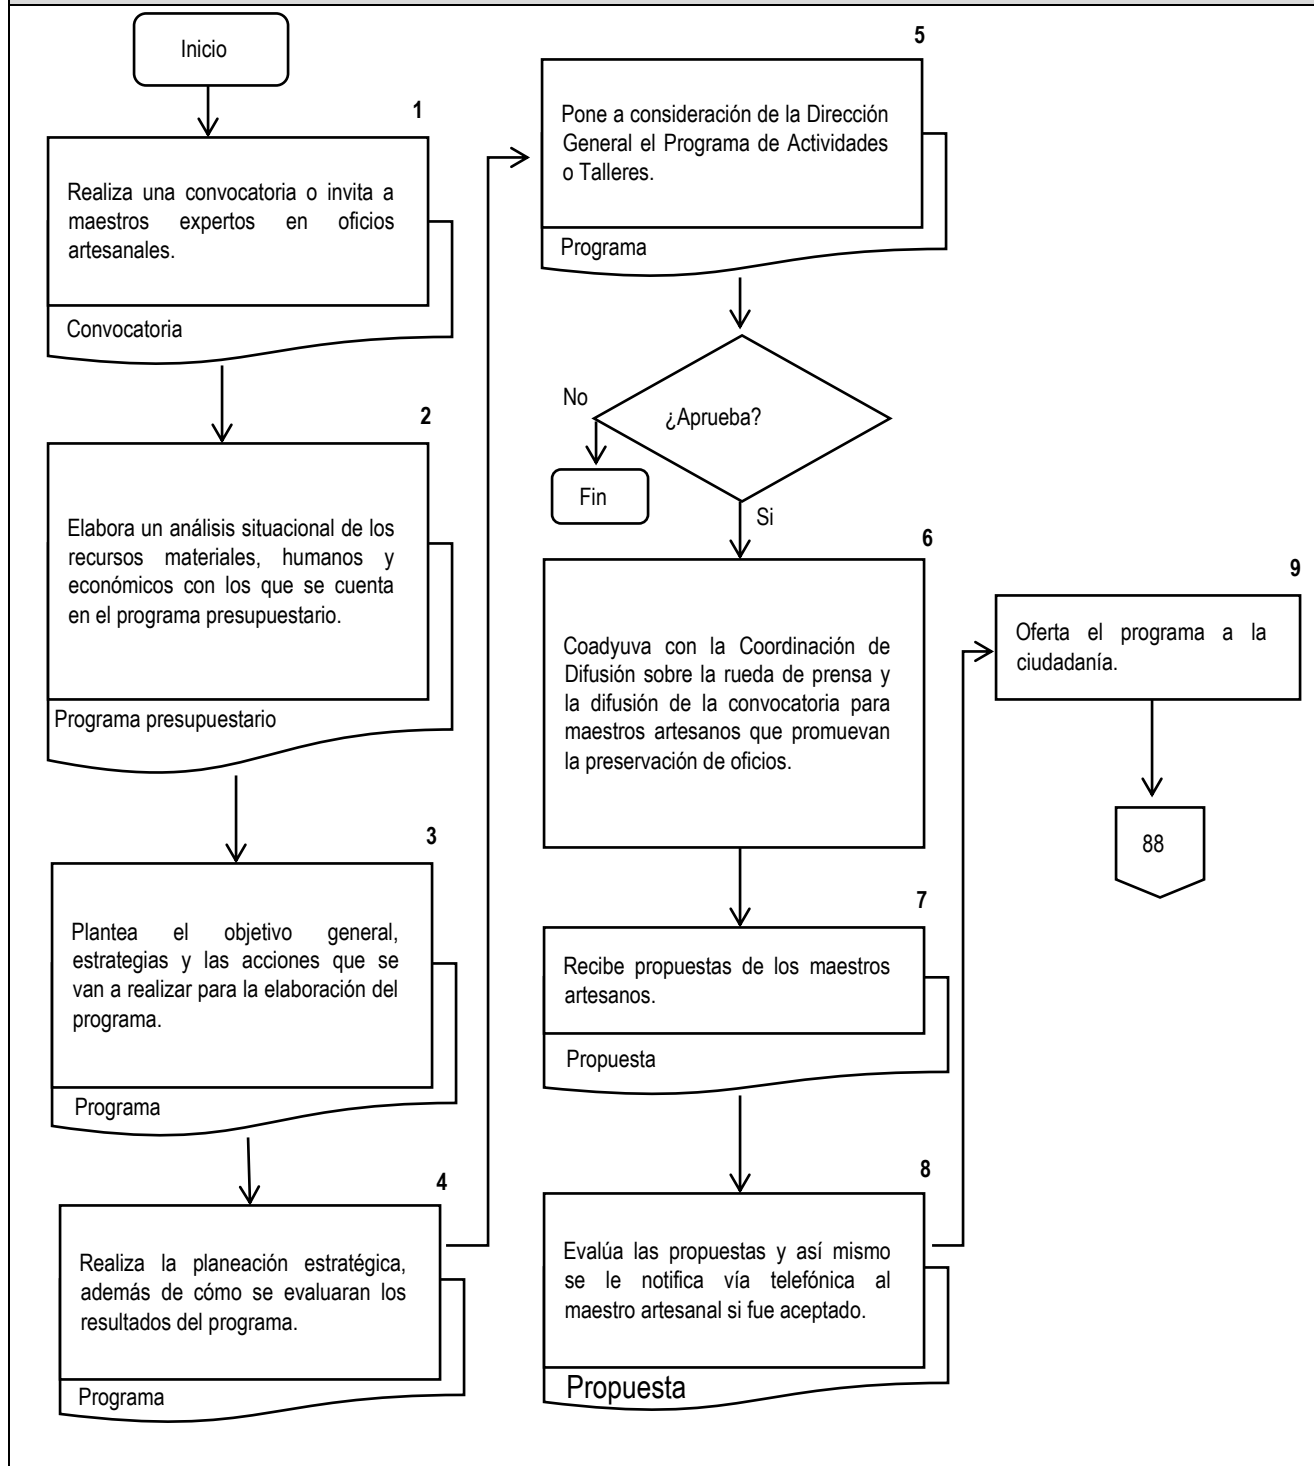 Inicio
1
Realiza una convocatoria o invita a
maestros expertos en oficios
artesanales.
Convocatoria
2
Elabora un análisis situacional de los
recursos materiales, humanos y
económicos con los que se cuenta
en el programa presupuestario.
Programa presupuestario
3
Plantea el objetivo general,
estrategias y las acciones que se
van a realizar para la elaboración del
programa.
Programa
4
Realiza la planeación estratégica,
además de cómo se evaluaran los
resultados del programa.
Programa
5
Pone a consideración de la Dirección
General el Programa de Actividades
o Talleres.
Programa
¿Aprueba?
No
Fin
Si
6
Coadyuva con la Coordinación de
Difusión sobre la rueda de prensa y
la difusión de la convocatoria para
maestros artesanos que promuevan
la preservación de oficios.
7
Recibe propuestas de los maestros
artesanos.
Propuesta
8
Evalúa las propuestas y así mismo
se le notifica vía telefónica al
maestro artesanal si fue aceptado.
Propuesta
9
Oferta el programa a la
ciudadanía.
88